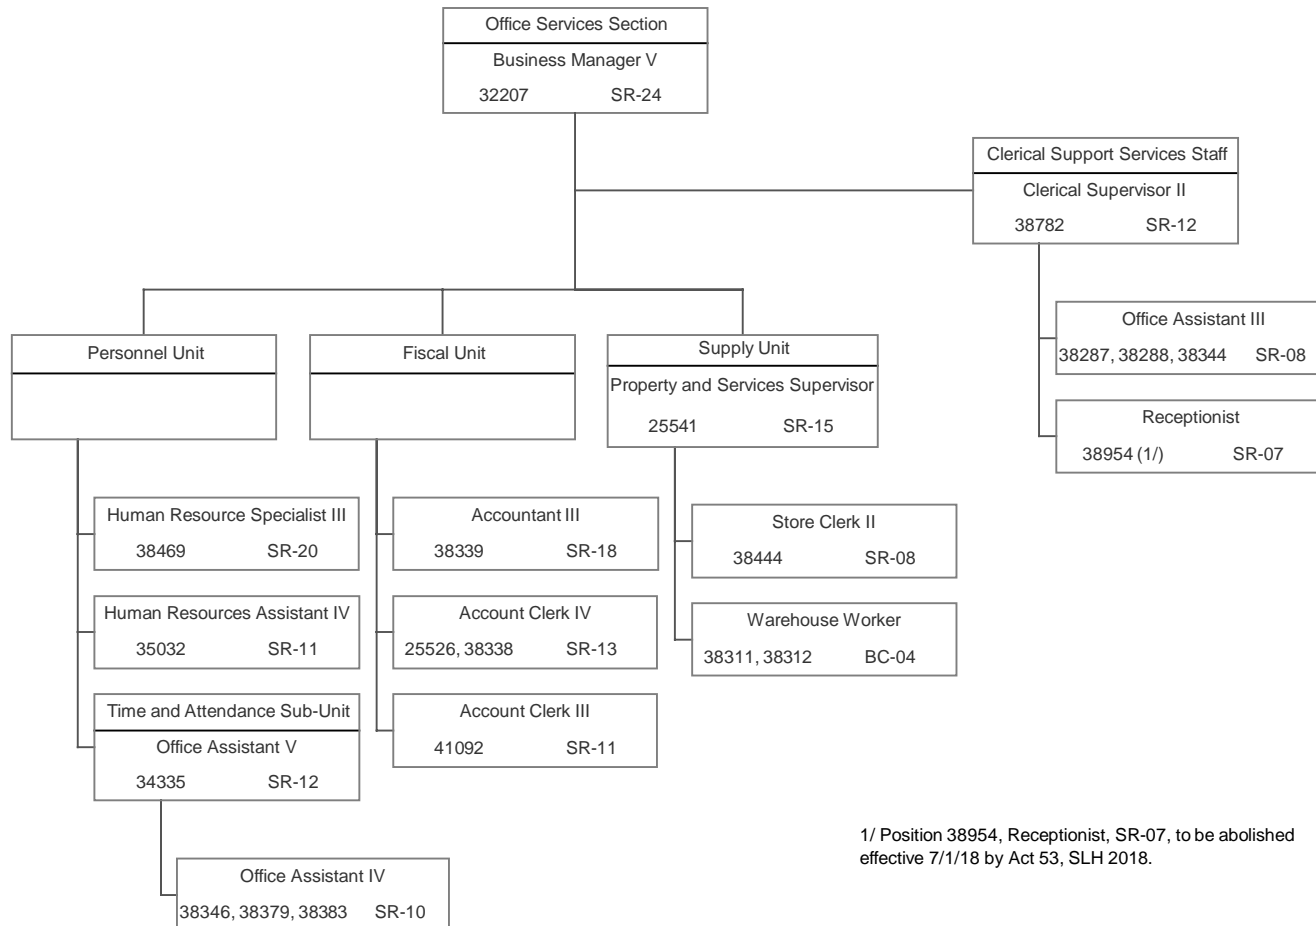 Office Services Section
Business Manager V
32207 SR-24
Clerical Support Services Staff
Clerical Supervisor II
38782 SR-12
Office Assistant III
38287, 38288, 38344 SR-08
Receptionist
38954 (1/) SR-07
Personnel Unit
Human Resource Specialist III
38469 SR-20
Human Resources Assistant IV
35032 SR-11
Time and Attendance Sub-Unit
Office Assistant V
34335 SR-12
Office Assistant IV
38346, 38379, 38383 SR-10
Fiscal Unit
Accountant III
38339 SR-18
Account Clerk IV
25526, 38338 SR-13
Account Clerk III
41092 SR-11
Supply Unit
Property and Services Supervisor
25541 SR-15
Store Clerk II
38444 SR-08
Warehouse Worker
38311, 38312 BC-04
1/ Position 38954, Receptionist, SR-07, to be abolished
effective 7/1/18 by Act 53, SLH 2018.